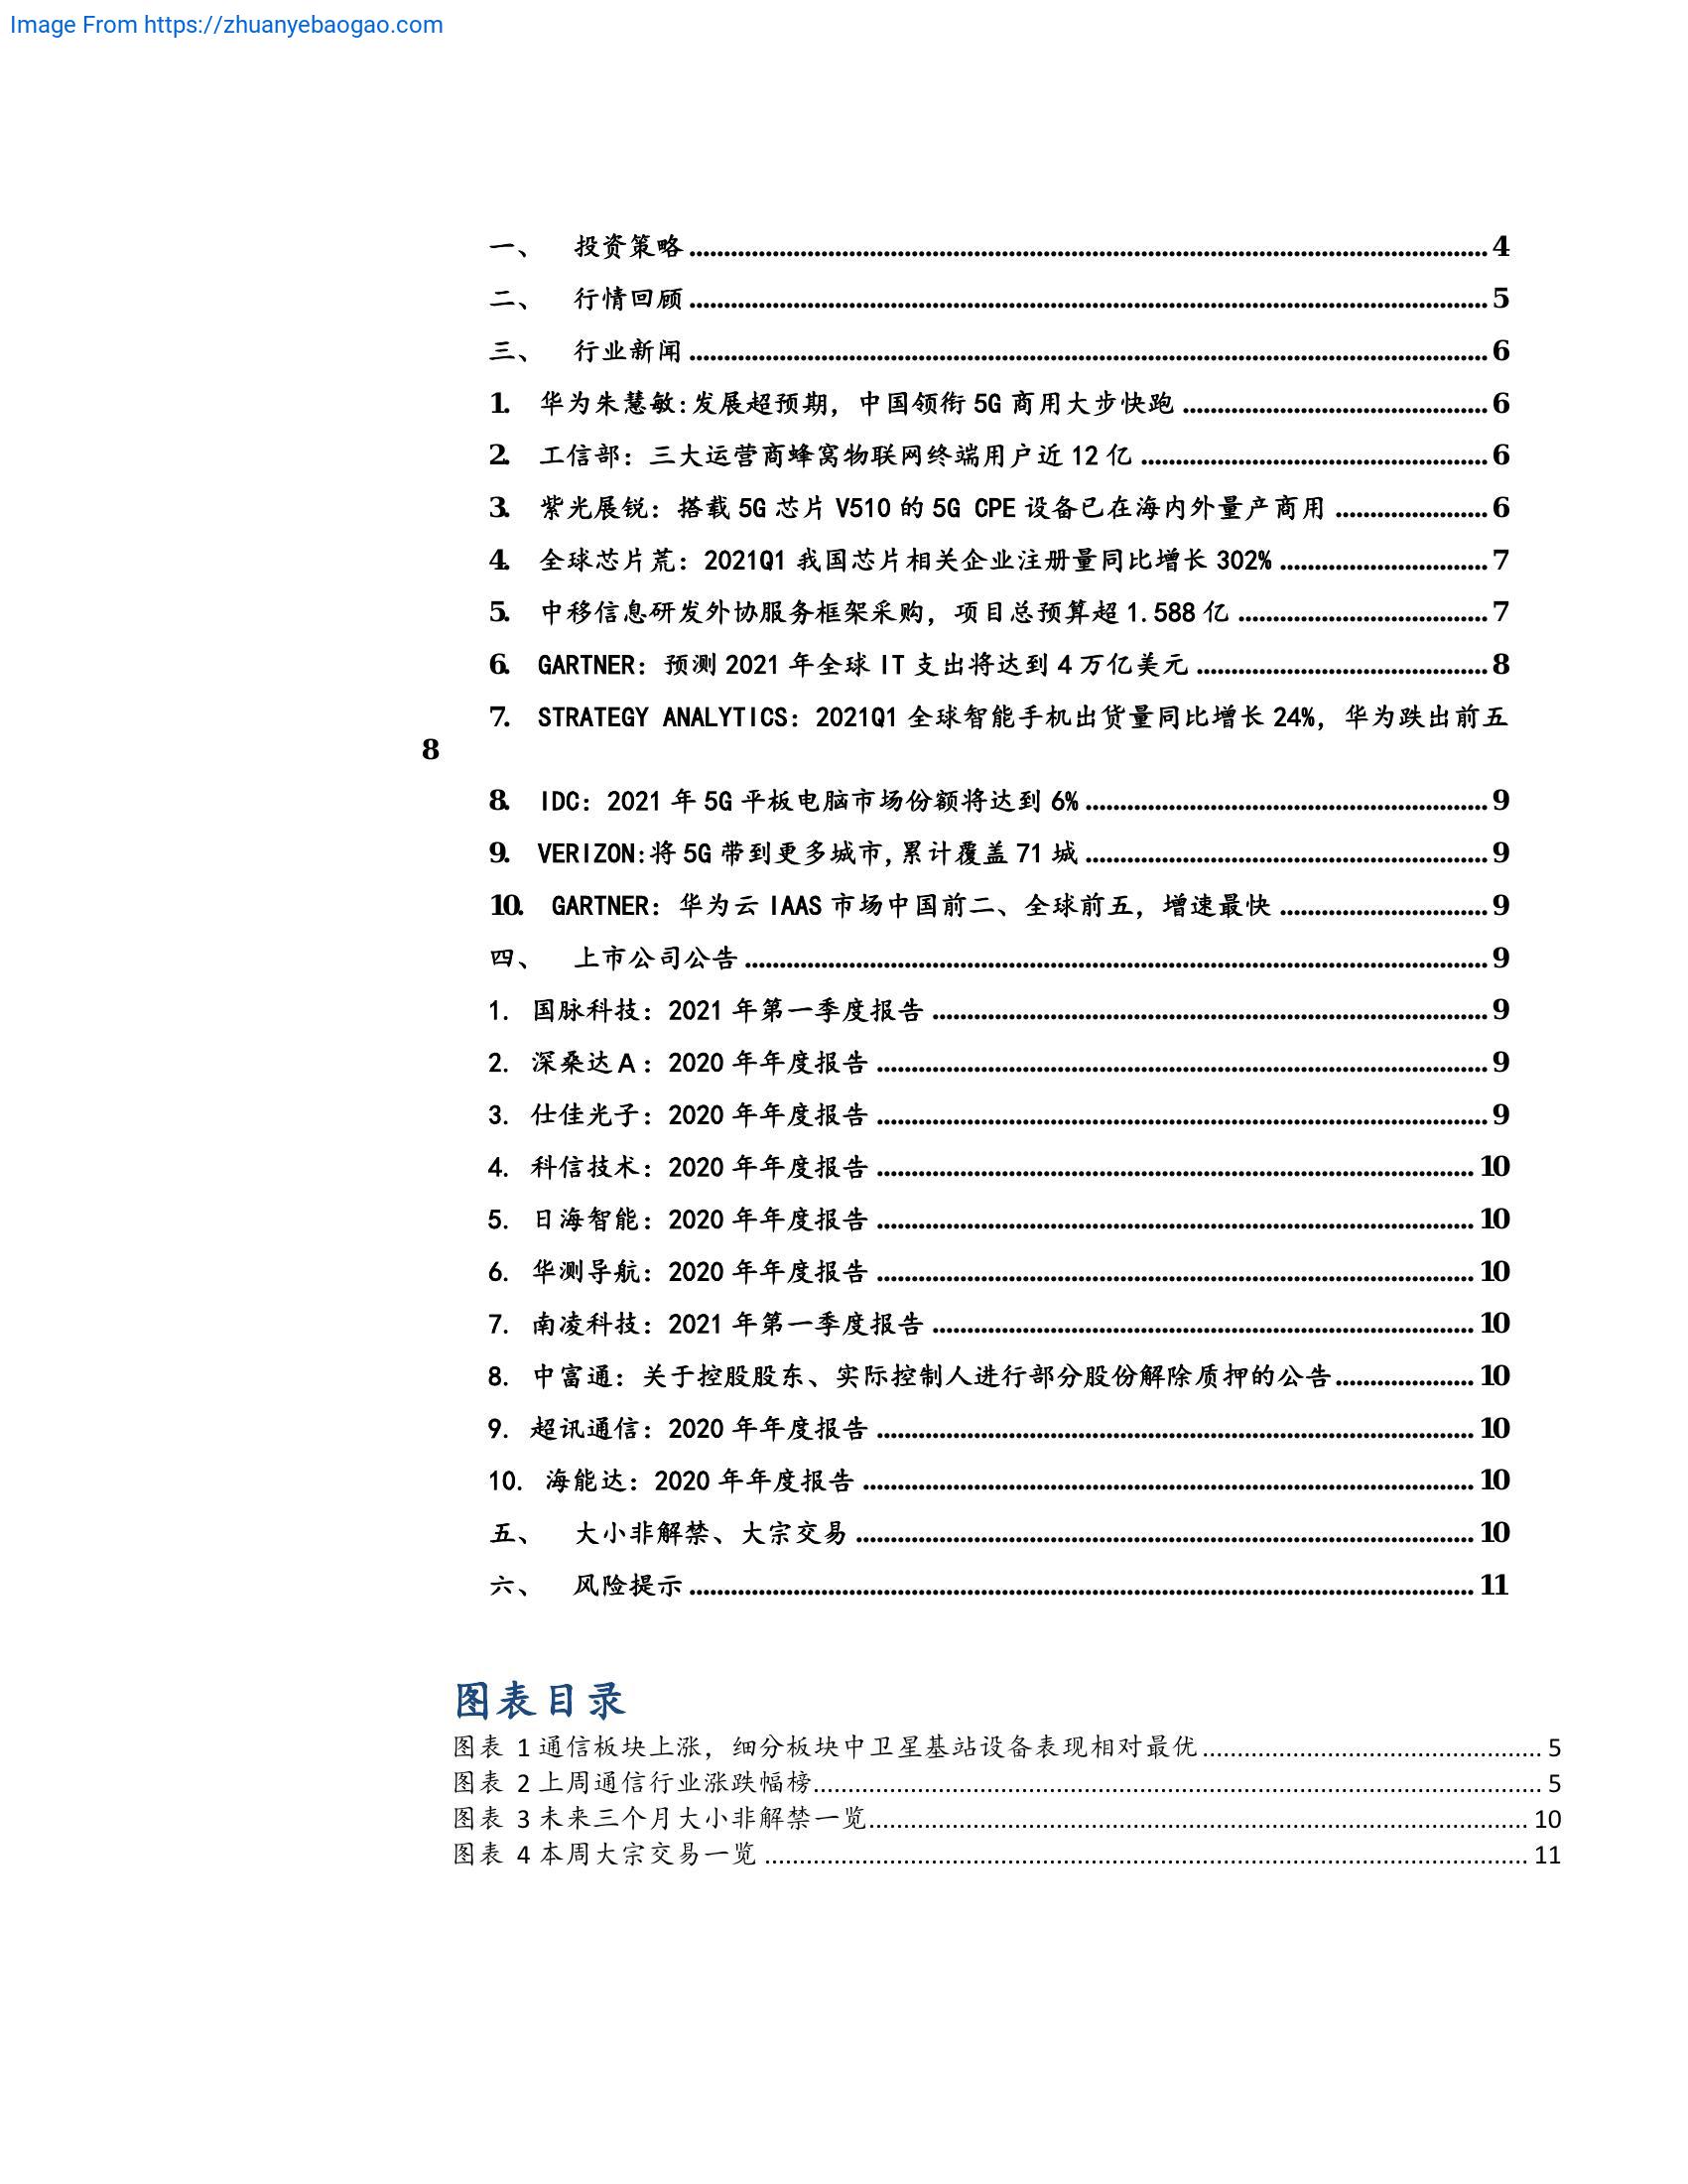 Image From https://zhuanyebaogao.com
一、 投资策略 4
二、 行情回顾 5
三、 行业新闻 6
1. 华为朱慧敏:发展超预期，中国领衔 5G 商用大步快跑 6
2. 工信部：三大运营商蜂窝物联网终端用户近 12 亿 6
3. 紫光展锐：搭载 5G 芯片 V510 的 5G CPE 设备已在海内外量产商用 6
4. 全球芯片荒：2021Q1 我国芯片相关企业注册量同比增长 302% 7
5. 中移信息研发外协服务框架采购，项目总预算超 1.588 亿 7
6. GARTNER：预测 2021 年全球 IT 支出将达到 4 万亿美元 8
7. STRATEGY ANALYTICS：2021Q1 全球智能手机出货量同比增长 24%，华为跌出前五
8
8. IDC：2021 年 5G 平板电脑市场份额将达到 6% 9
9. VERIZON:将 5G 带到更多城市,累计覆盖 71 城 9
10. GARTNER：华为云 IAAS 市场中国前二、全球前五，增速最快 9
四、 上市公司公告 9
1. 国脉科技：2021 年第一季度报告 9
2. 深桑达Ａ：2020 年年度报告 9
3. 仕佳光子：2020 年年度报告 9
4. 科信技术：2020 年年度报告 10
5. 日海智能：2020 年年度报告 10
6. 华测导航：2020 年年度报告 10
7. 南凌科技：2021 年第一季度报告 10
8. 中富通：关于控股股东、实际控制人进行部分股份解除质押的公告 10
9. 超讯通信：2020 年年度报告 10
10. 海能达：2020 年年度报告 10
五、 大小非解禁、大宗交易 10
六、 风险提示 11
图表目录
图表 1 通信板块上涨，细分板块中卫星基站设备表现相对最优 5
图表 2 上周通信行业涨跌幅榜 5
图表 3 未来三个月大小非解禁一览 10
图表 4 本周大宗交易一览 11